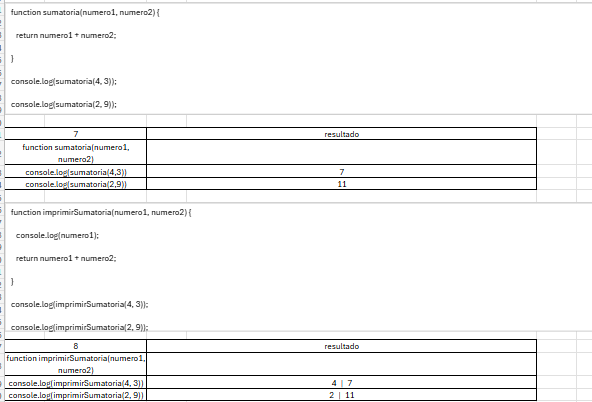 function sumatoria(numero1, numero2) {
return numero1 + numero2;
}
console.log(sumatoria(4, 3));
console.log(sumatoria(2, 9));
7 resultado
function sumatoria(numero1,
numero2)
console.log(sumatoria(4,3)) 7
console.log(sumatoria(2,9)) 11
function imprimirSumatoria(numero1, numero2) {
console.log(numero1);
return numero1 + numero2;
}
console.log(imprimirSumatoria(4, 3));
console.log(imprimirSumatoria(2, 9));
8 resultado
function imprimirSumatoria(numero1,
numero2)
console.log(imprimirSumatoria(4, 3)) 4 | 7
console.log(imprimirSumatoria(2, 9)) 2 | 11